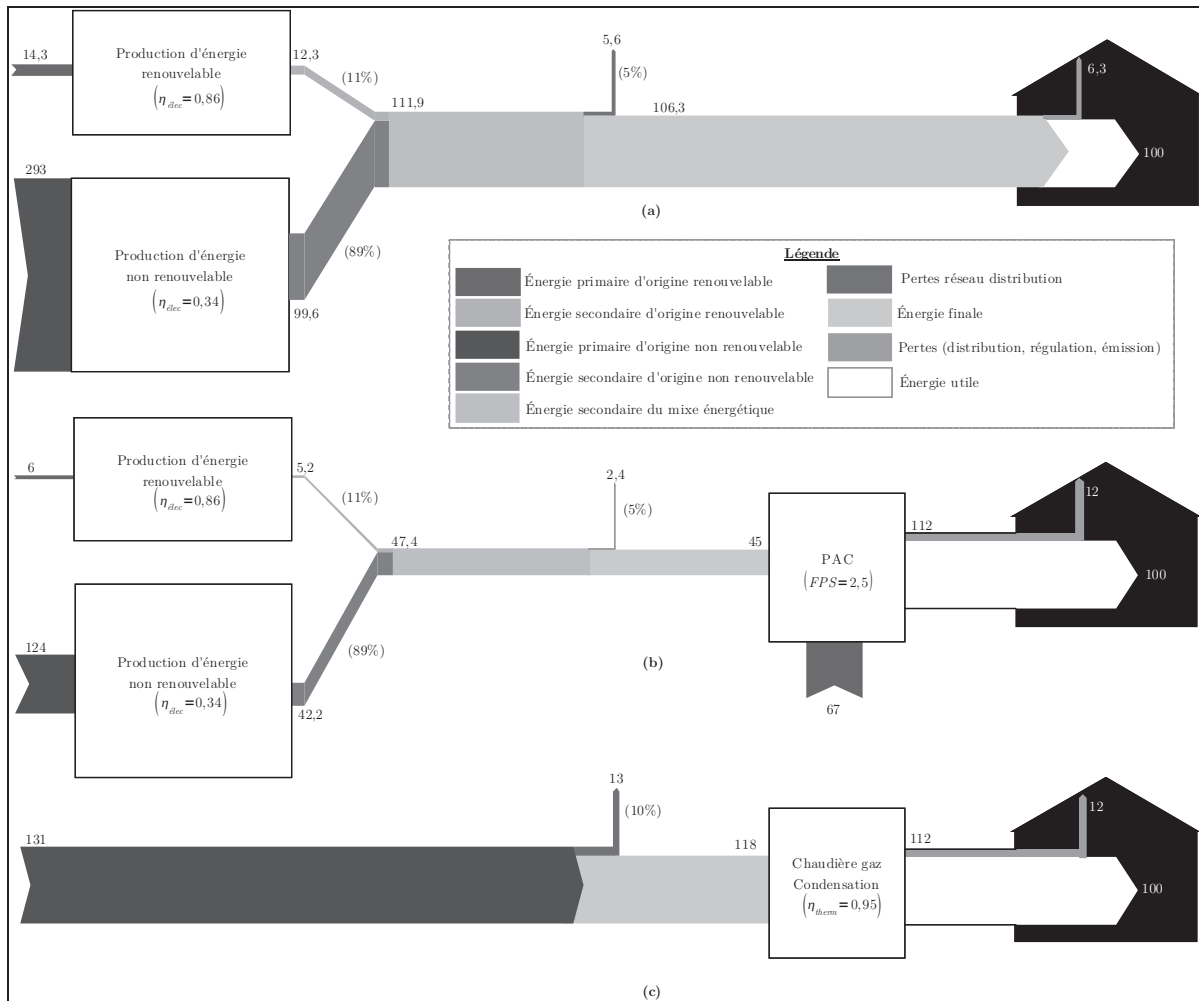 14,3
Production d'énergie
renouvelable
(η élec = 0,86)
12,3
(11%)
5,6
(5%)
111,9
106,3
6,3
100
293
Production d'énergie
non renouvelable
(η élec = 0,34)
(89%)
99,6
(a)
Légende
Énergie primaire d'origine renouvelable
Énergie secondaire d'origine renouvelable
Énergie primaire d'origine non renouvelable
Énergie secondaire d'origine non renouvelable
Énergie secondaire du mixe énergétique
Pertes réseau distribution
Énergie finale
Pertes (distribution, régulation, émission)
Énergie utile
6
Production d'énergie
renouvelable
(η élec = 0,86)
5,2
(11%)
2,4
(5%)
47,4
45
PAC
(FPS = 2,5)
112
12
100
124
Production d'énergie
non renouvelable
(η élec = 0,34)
(89%)
42,2
67
(b)
131
13
(10%)
118
Chaudière gaz
Condensation
(η therm = 0,95)
112
12
100
(c)